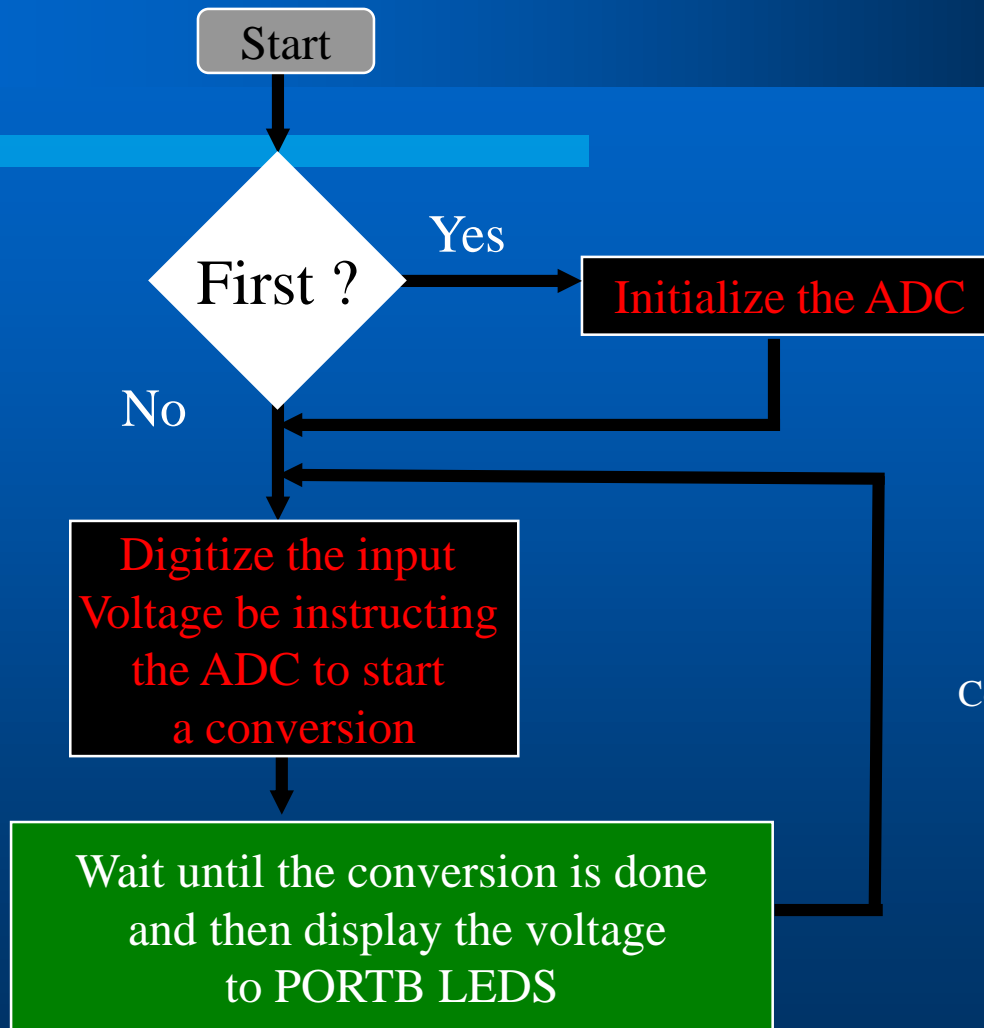 Start
First ?
Yes
Initialize the ADC
No
Digitize the input
Voltage be instructing
the ADC to start
a conversion
C
Wait until the conversion is done
and then display the voltage
to PORTB LEDS